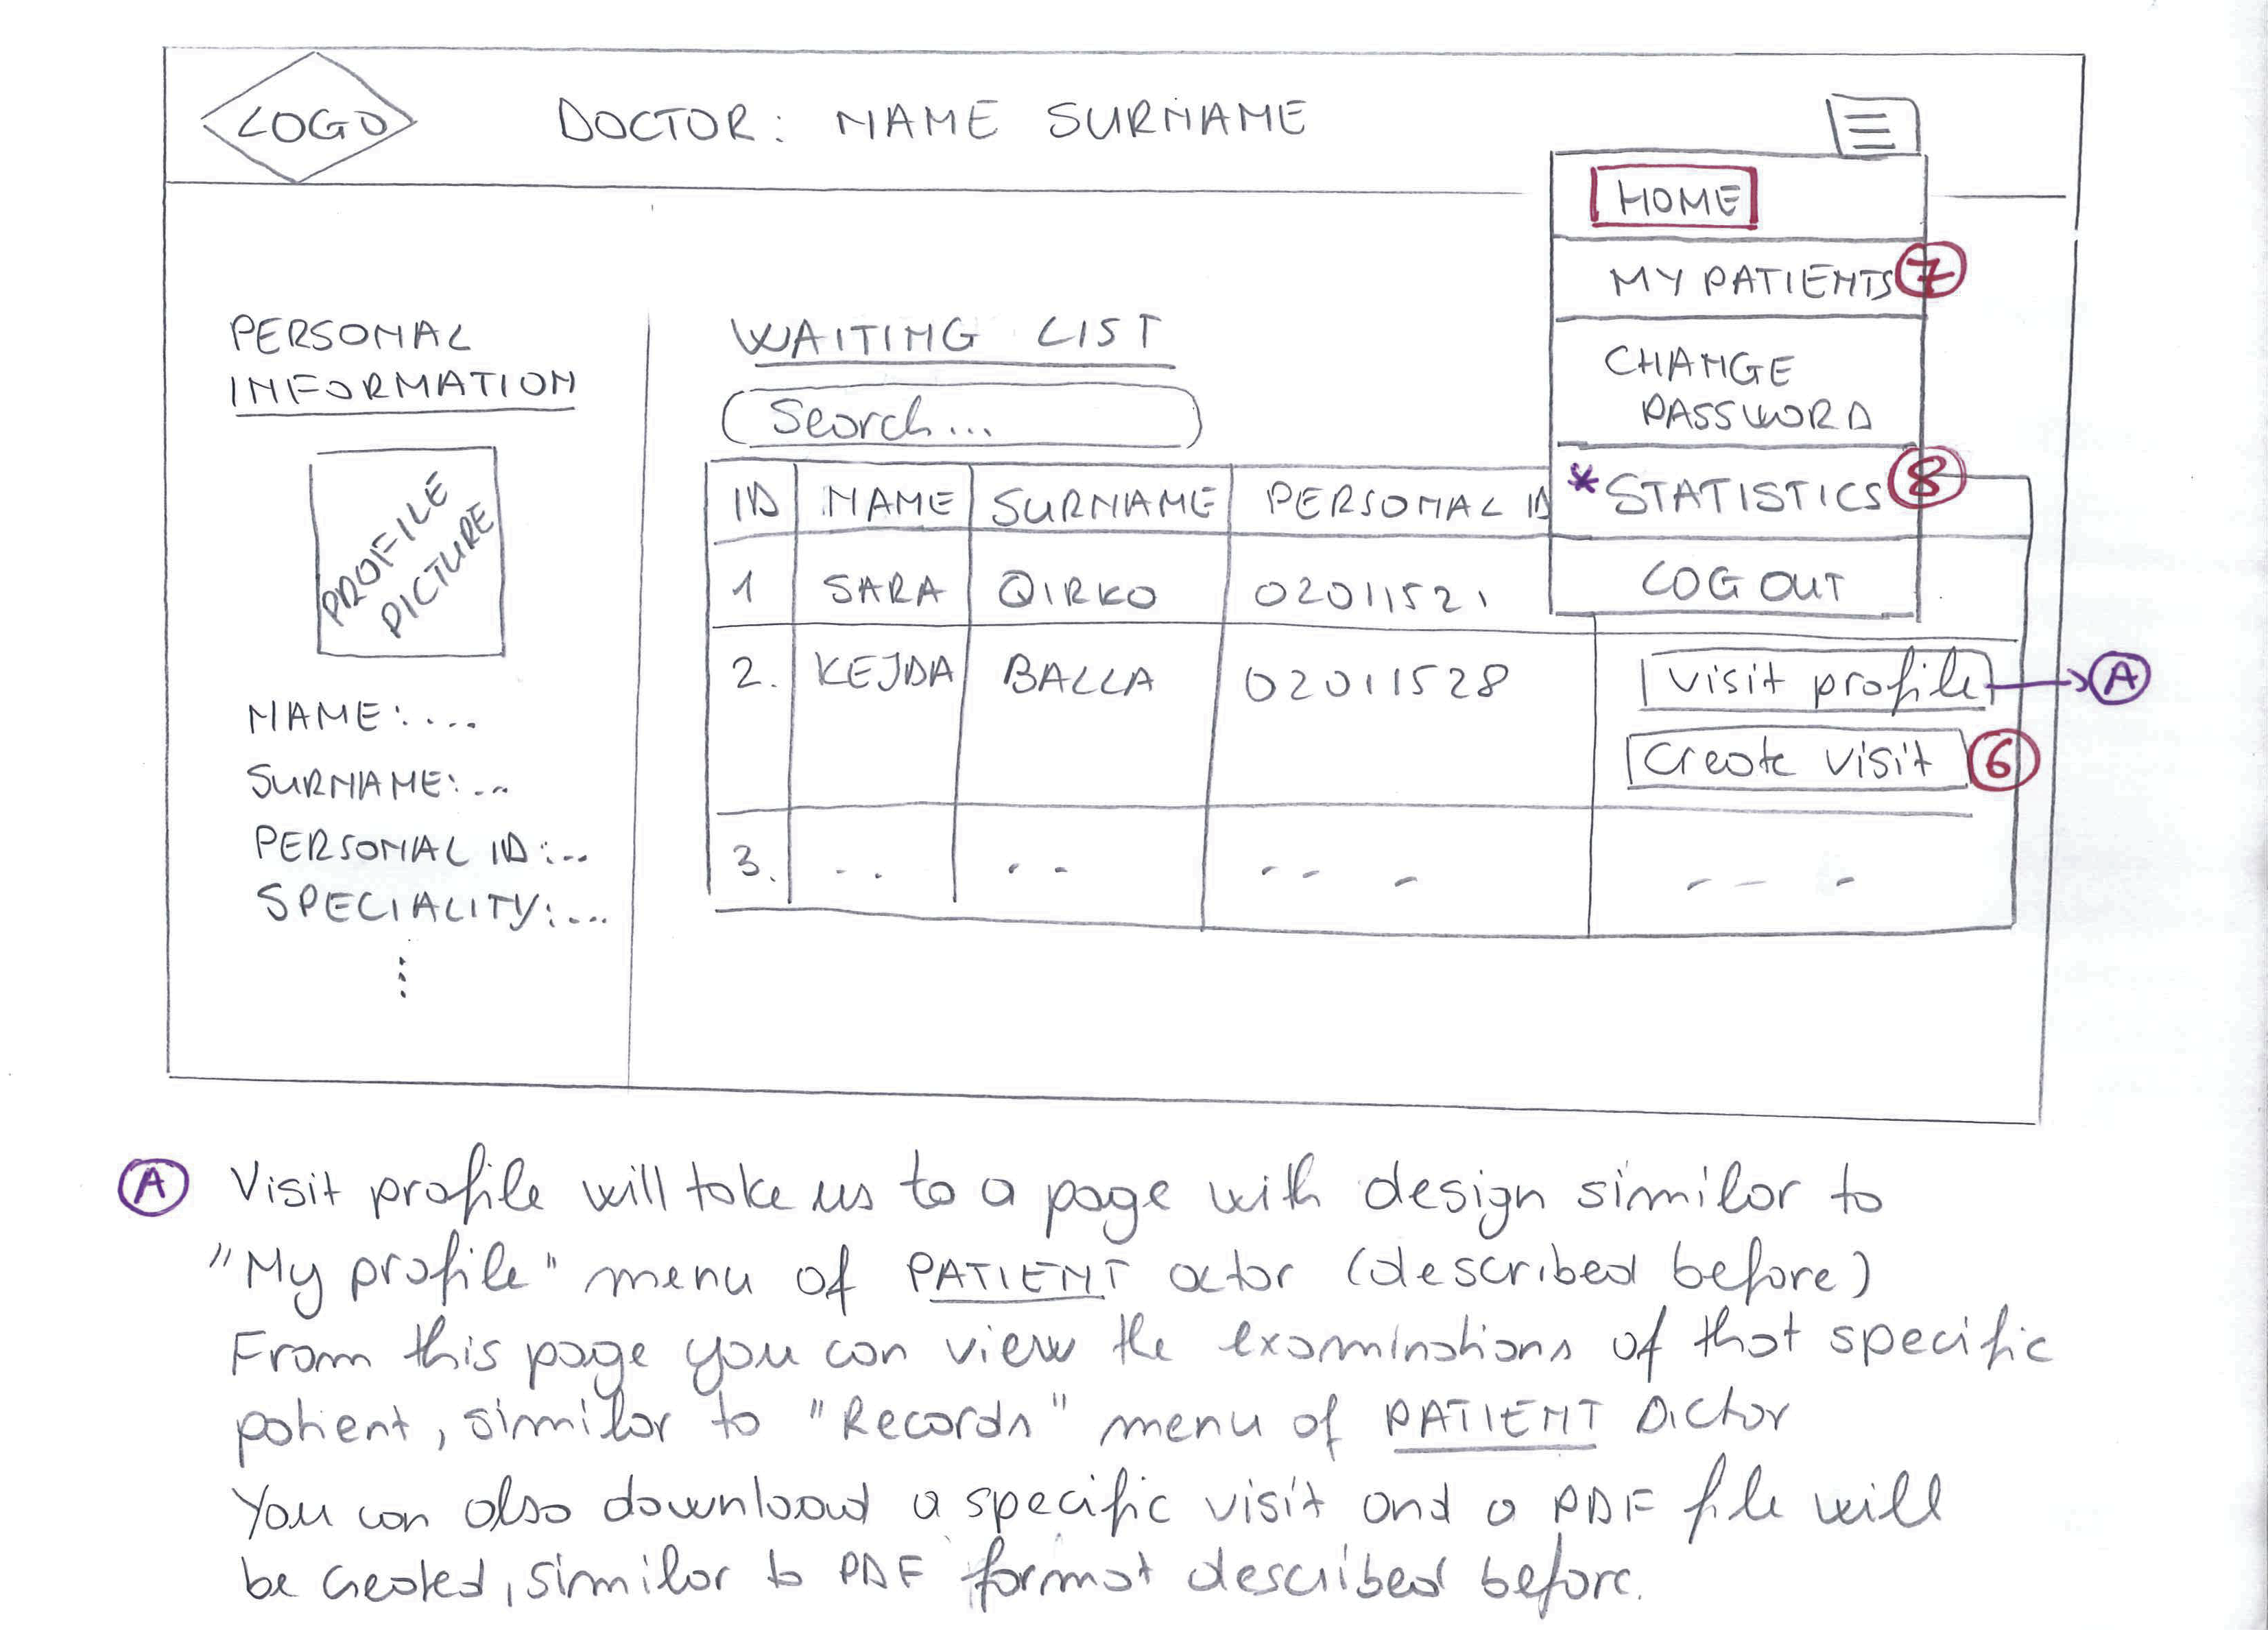 LOGO
DOCTOR: NAME SURNAME
HOME
MY PATIENTS 7
CHANGE
PASSWORD
* STATISTICS 8
LOG OUT
PERSONAL
INFORMATION
PROFILE
PICTURE
NAME: ....
SURNAME: ...
PERSONAL ID: ...
SPECIALITY: ...
WAITING LIST
Search...
ID NAME SURNAME PERSONAL ID
1 SARA QIRKO 02011521
2. KEJDA BALLA 02011528
visit profile A
Create visit 6
3. .. -- -- - -- -
A Visit profile will take us to a page with design similar to
"My profile" menu of PATIENT actor (described before)
From this page you can view the examinations of that specific
patient, similar to "Records" menu of PATIENT Dictor
You can also download a specific visit and a PDF file will
be created, similar to PDF format described before.